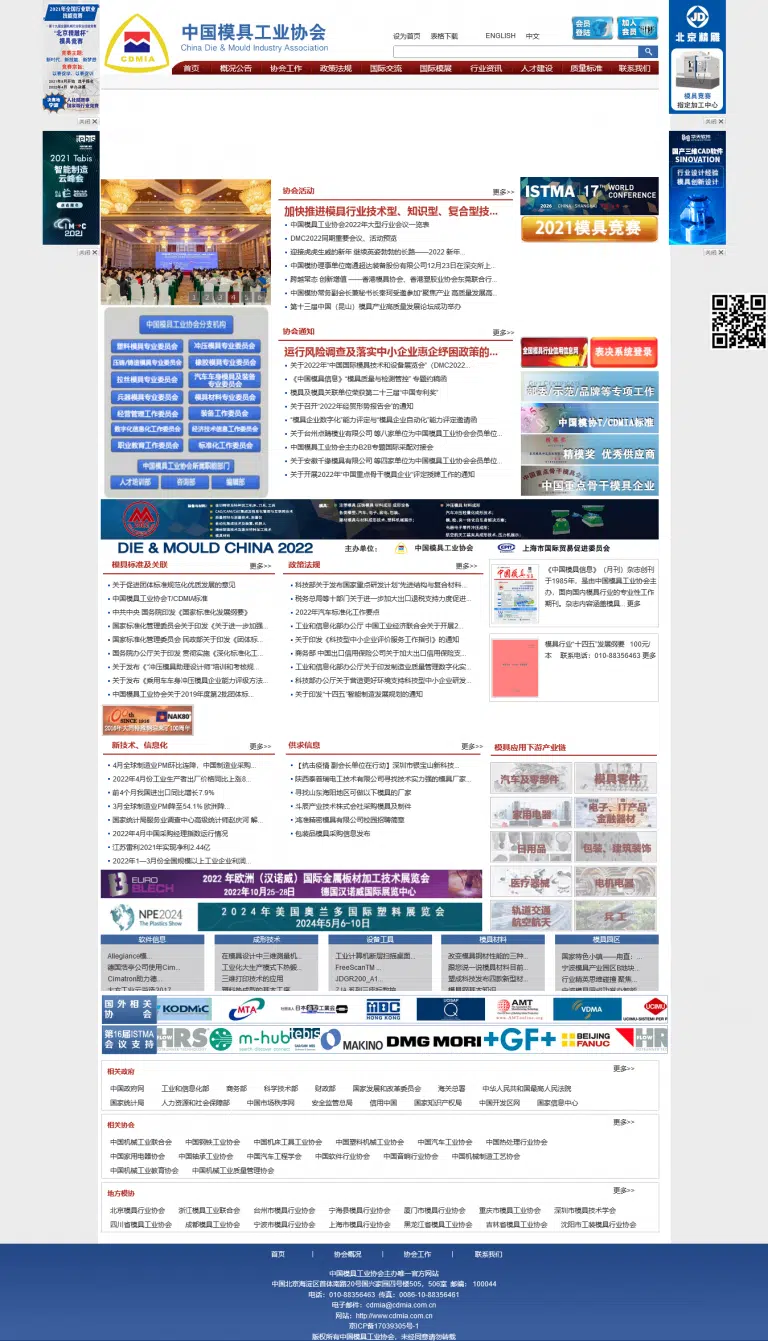 中国模具工业协会
China Die & Mould Industry Association
CDMIA
设为首页 表格下载 ENGLISH 中文
会员登陆
加入会员
首页 概况公告 协会工作 政策法规 国际交流 国际模展 行业资讯 人才建设 质量标准 联系我们
北京精雕
模具竞赛
指定加工中心
2021 Tebis
智能制造
云峰会
国产三维CAD软件
SINOVATION
行业设计经验
模具创新设计
协会活动 更多>>
加快推进模具行业技术型、知识型、复合型技...
中国模具工业协会2022年大型行业会议一览表
DMC2022同期重要会议，活动预览
迎接虎虎生威的新年 继续英姿勃勃的长路——2022 新年...
中国模协理事单位南通超达装备股份有限公司12月23日在深交所上...
跨越常态 创新增值 ——香港模具协会、香港塑胶业协会东莞联合行...
中国模协常务副会长兼秘书长秦珂受邀参加"聚焦产业 高质量发展高...
第十三届中国（昆山）模具产业高质量发展论坛成功举办
ISTMA 17TH WORLD CONFERENCE
2021模具竞赛
中国模具工业协会分支机构
塑料模具专业委员会 冲压模具专业委员会
压铸/铸造模具专业委员会 橡胶模具专业委员会
拉丝模具专业委员会 汽车车身模具及装备专业委员会
兵器模具专业委员会 模具材料专业委员会
经营管理工作委员会 装备工作委员会
数字化信息化工作委员会 经济技术信息工作委员会
职业教育工作委员会 标准化工作委员会
中国模具工业协会新资职能部门
人才培训部 咨询部 编辑部
协会通知 更多>>
运行风险调查及落实中小企业惠企纾困政策的...
关于2022年"中国国际模具技术和设备展览会"（DMC2022...
《中国模具信息》"模具质量与检测管控" 专题约稿函
模具及模具关联单位荣获第二十三届"中国专利奖"
关于召开"2022年经贸形势报告会"的通知
"模具企业数字化"能力评定与"模具企业自动化"能力评定邀请函
关于台州卓睛模业有限公司 等八家单位为中国模具工业协会会员单位...
中国模具工业协会主办B2B专题国际采配对接会
关于安徽千缘模具有限公司 等四家单位为中国模具工业协会会员单位...
关于开展2022年"中国重点骨干模具企业"评定授牌工作的通知
全国模具行业信用信息网
表决系统登录
部委/示范/品牌等专项工作
中国模协T/CDMIA标准
精模奖 优秀供应商
中国重点骨干模具企业
DIE & MOULD CHINA 2022 主办单位： 中国模具工业协会 上海市国际贸易促进委员会
模具标准及相关 更多>>
关于促进团体标准规范化优质发展的意见
中国模具工业协会T/CDMIA标准
中共中央 国务院印发《国家标准化发展纲要》
国家标准化管理委员会关于印发《关于进一步加强...
国家标准化管理委员会 民政部关于印发《团体标...
国务院办公厅关于印发 贯彻实施《深化标准化工...
关于发布《"冲压模具助理设计师"培训和考核规...
关于发布《乘用车车身冲压模具企业能力评级方法...
中国模具工业协会关于2019年度第2批团体标...
政策法规 更多>>
科技部关于发布国家重点研发计划"先进结构与复合材料...
税务总局等十部门关于进一步加大出口退税支持力度促进...
2022年汽车标准化工作要点
工业和信息化部办公厅 中国工业经济联合会关于开展2...
关于印发《科技型中小企业评价服务工作指引》的通知
商务部 中国出口信用保险公司关于加大出口信用保险支...
工业和信息化部办公厅关于印发制造业质量管理数字化实...
科技部办公厅关于营造更好环境支持科技型中小企业研发...
关于印发"十四五"智能制造发展规划的通知
《中国模具信息》（月刊）杂志创刊于1985年，是由中国模具工业协会主办，面向国内模具行业的专业性工作期刊。杂志内容涵盖模具... 更多
模具行业"十四五"发展纲要 100元/本 联系电话：010-88356463 更多
NAK80
新技术、信息化 更多>>
4月全球制造业PMI环比连降，中国制造业采购...
2022年4月份工业生产者出厂价格同比上涨8...
前4个月我国进出口同比增长7.9%
3月全球制造业PMI降至54.1% 欧洲降...
国家统计局服务业调查中心高级统计师赵庆河 解...
2022年4月中国采购经理指数运行情况
江苏雷利2021年实现净利2.44亿
2022年1—3月份全国规模以上工业企业利润...
供求信息 更多>>
【抗击疫情 副会长单位在行动】深圳市银宝山新科技...
陕西泰普瑞电工技术有限公司寻找技术实力强的模具厂家...
寻找山东海阳地区可做以下模具的厂家
斗辰产业技术株式会社采购模具及制件
鸿准精密模具有限公司校园招聘简章
包装品模具采购信息发布
模具应用下游产业链
汽车及零部件 模具零件
家用电器 电子、IT产品 金融器材
日用品 包装、建筑装饰
医疗器械 电机电器
轨道交通 航空航天 兵工
EURO BLECH 2022 年欧洲（汉诺威）国际金属板材加工技术展览会
2022年10月25-28日 德国汉诺威国际展览中心
NPE2024 The Plastics Show 2024年美国奥兰多国际塑料展览会
2024年5月6-10日
软件信息 成形技术 设备工具 模具材料 模具园区
Allegiance模...
德国浩亭公司使用Cim...
Cimatron助力德...
在模具设计中三维测量机...
工业化大生产模式下热锻...
三维打印技术的应用
工业计算机断层扫描桌面...
FreeScanTM ...
JDGR200_A1...
改变模具钢材性能的三种...
跟您说一说模具材料目前...
塑成科技发布四款新型材...
国家特色小镇——甪直：...
宁波模具产业园区B地块...
行业精英思维碰撞 聚焦...
国外相关协会 KODMIC MTA IMBC HONG KONG UCISAP AMT VDMA UCIMU
第16届ISTMA会议支持 HRS m-hub tebis MAKINO DMG MORI +GF+ BEIJING FANUC
相关政府 更多>>
中国政府网 工业和信息化部 商务部 科学技术部 财政部 国家发展和改革委员会 海关总署 中华人民共和国最高人民法院
国家统计局 人力资源和社会保障部 中国市场秩序网 安全监管总局 信用中国 国家知识产权局 中国开发区网 国家信息中心
相关协会 更多>>
中国机械工业联合会 中国钢铁工业协会 中国机床工具工业协会 中国塑料机械工业协会 中国汽车工业协会 中国热处理行业协会
中国家用电器协会 中国轴承工业协会 中国汽车工程学会 中国软件行业协会 中国音响行业协会 中国机械制造工艺协会
中国机械工业教育协会 中国机械工业质量管理协会
地方模协 更多>>
北京模具行业协会 浙江模具工业联合会 台州市模具行业协会 宁海县模具行业协会 厦门市模具行业协会 重庆市模具工业协会 深圳市模具技术学会
四川省模具工业协会 成都模具工业协会 宁波市模具行业协会 上海市模具行业协会 黑龙江省模具工业协会 吉林省模具工业协会 沈阳市工装模具行业协会
首页 | 协会概况 | 协会工作 | 联系我们
中国模具工业协会主办唯一官方网站
中国北京海淀区首体南路20号国兴家园四号楼505，506室 邮编： 100044
电话：010-88356463 传真：0086-10-88356461
电子邮件：cdmia@cdmia.com.cn
网站：http://www.cdmia.com.cn
京ICP备17039305号-1
版权所有中国模具工业协会，未经同意请勿转载